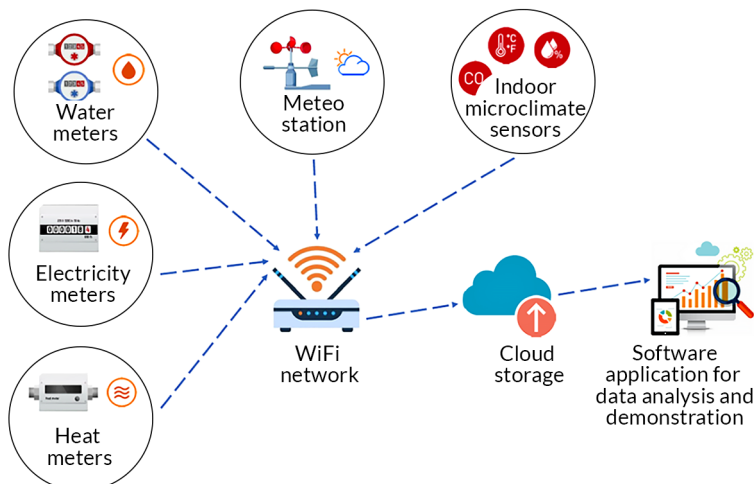 Water
meters
Meteo
station
°C
°F
%
CO
Indoor
microclimate
sensors
0000184
Electricity
meters
Heat
meters
WiFi
network
Cloud
storage
Software
application for
data analysis and
demonstration